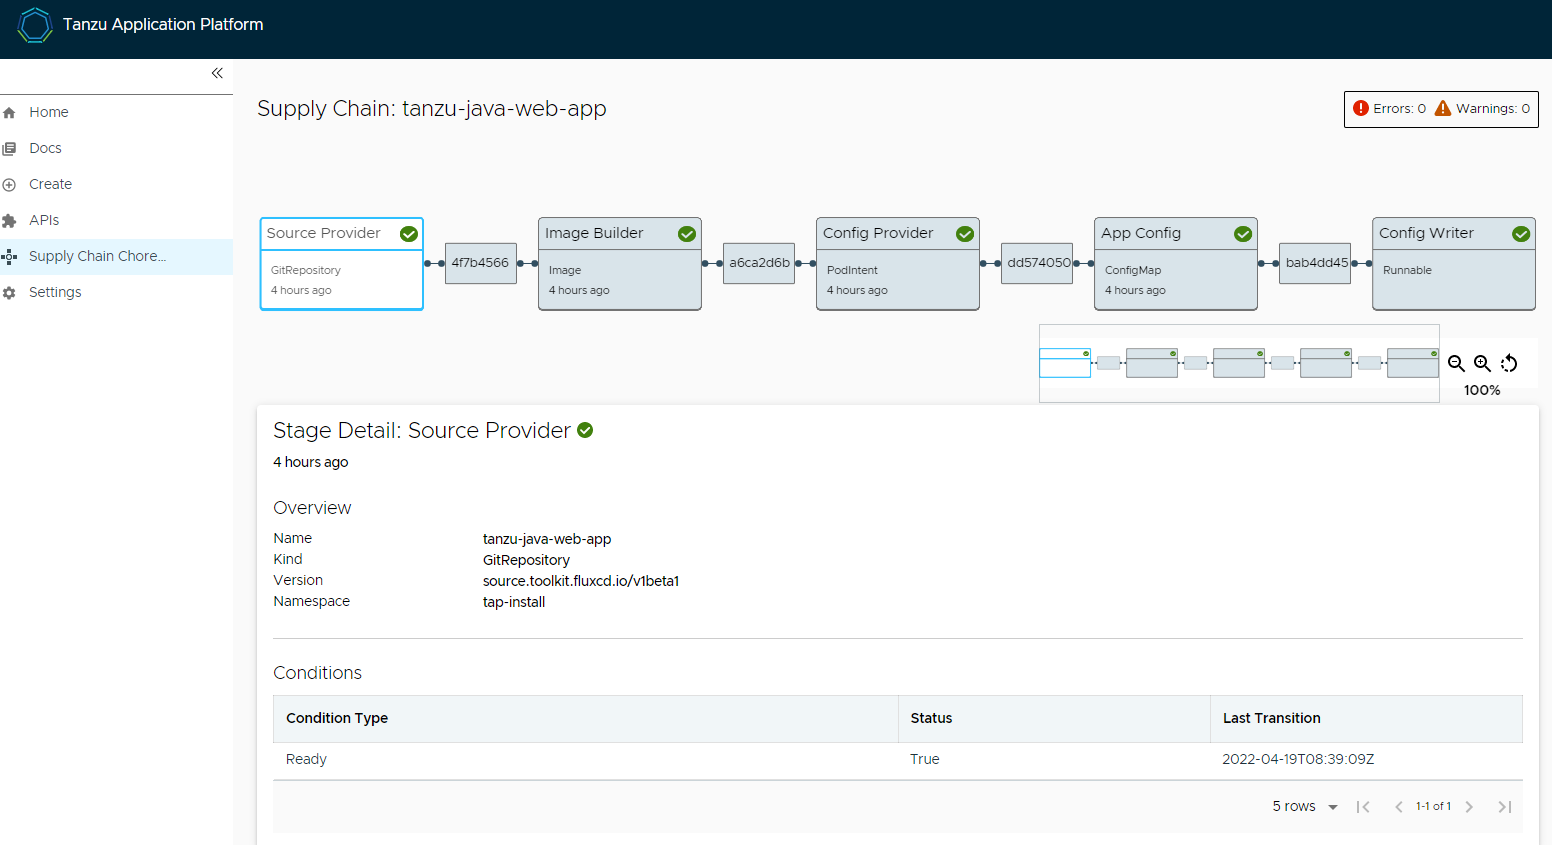 Tanzu Application Platform
Home
Docs
Create
APIs
Supply Chain Chore...
Settings
Supply Chain: tanzu-java-web-app
Errors: 0 Warnings: 0
Source Provider
GitRepository
4 hours ago
4f7b4566
Image Builder
Image
4 hours ago
a6ca2d6b
Config Provider
PodIntent
4 hours ago
dd574050
App Config
ConfigMap
4 hours ago
bab4dd45
Config Writer
Runnable
100%
Stage Detail: Source Provider
4 hours ago
Overview
Name tanzu-java-web-app
Kind GitRepository
Version source.toolkit.fluxcd.io/v1beta1
Namespace tap-install
Conditions
Condition Type Status Last Transition
Ready True 2022-04-19T08:39:09Z
5 rows 1-1 of 1